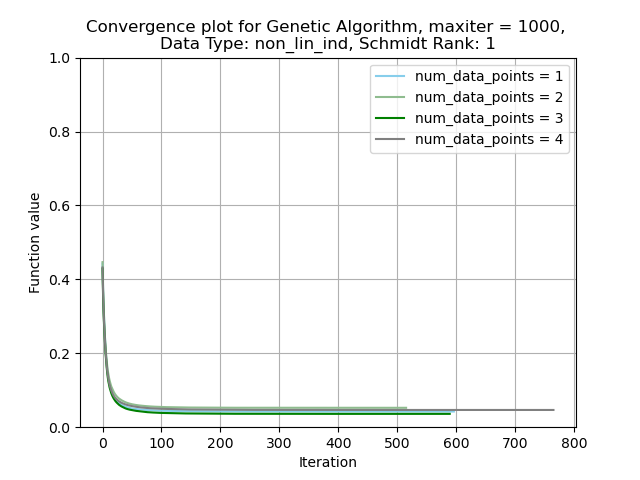 Convergence plot for Genetic Algorithm, maxiter = 1000,
Data Type: non_lin_ind, Schmidt Rank: 1
num_data_points = 1
num_data_points = 2
num_data_points = 3
num_data_points = 4
Function value
1.0
0.8
0.6
0.4
0.2
0.0
0 100 200 300 400 500 600 700 800
Iteration